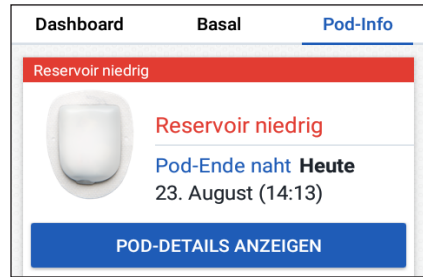 Dashboard Basal Pod-Info
Reservoir niedrig
Reservoir niedrig
Pod-Ende naht Heute
23. August (14:13)
POD-DETAILS ANZEIGEN